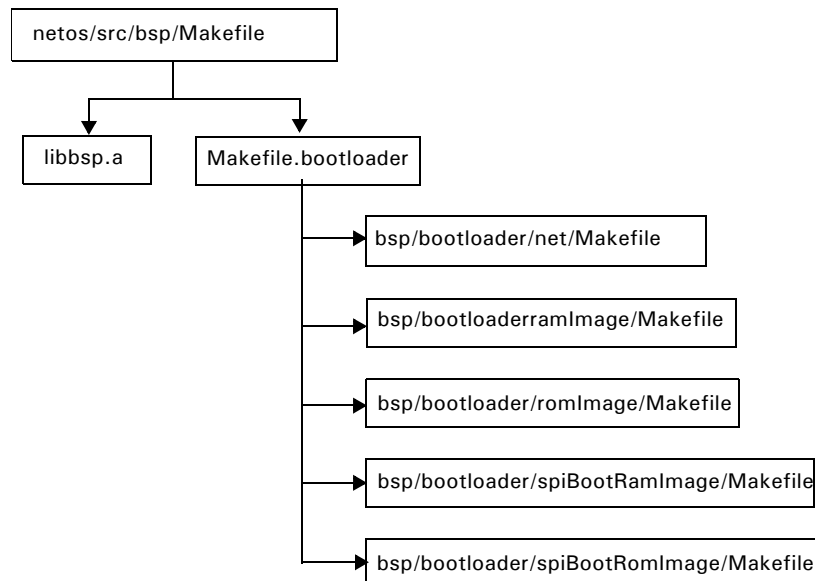 netos/src/bsp/Makefile
libbsp.a
Makefile.bootloader
bsp/bootloader/net/Makefile
bsp/bootloaderramImage/Makefile
bsp/bootloader/romImage/Makefile
bsp/bootloader/spiBootRamImage/Makefile
bsp/bootloader/spiBootRomImage/Makefile